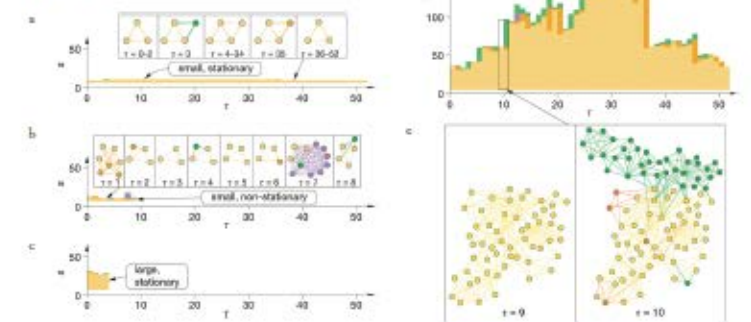 a
50
0
τ = 0-2
τ = 3
τ = 4-34
τ = 35
τ = 36-52
small, stationary
0
10
20
30
40
50
τ
b
50
0
τ = 1
τ = 2
τ = 3
τ = 4
τ = 5
τ = 6
τ = 7
τ = 8
small, non-stationary
0
10
20
30
40
50
τ
c
50
0
large,
stationary
0
10
20
30
40
50
τ
100
50
0
0
10
20
30
40
50
τ
e
τ = 9
τ = 10